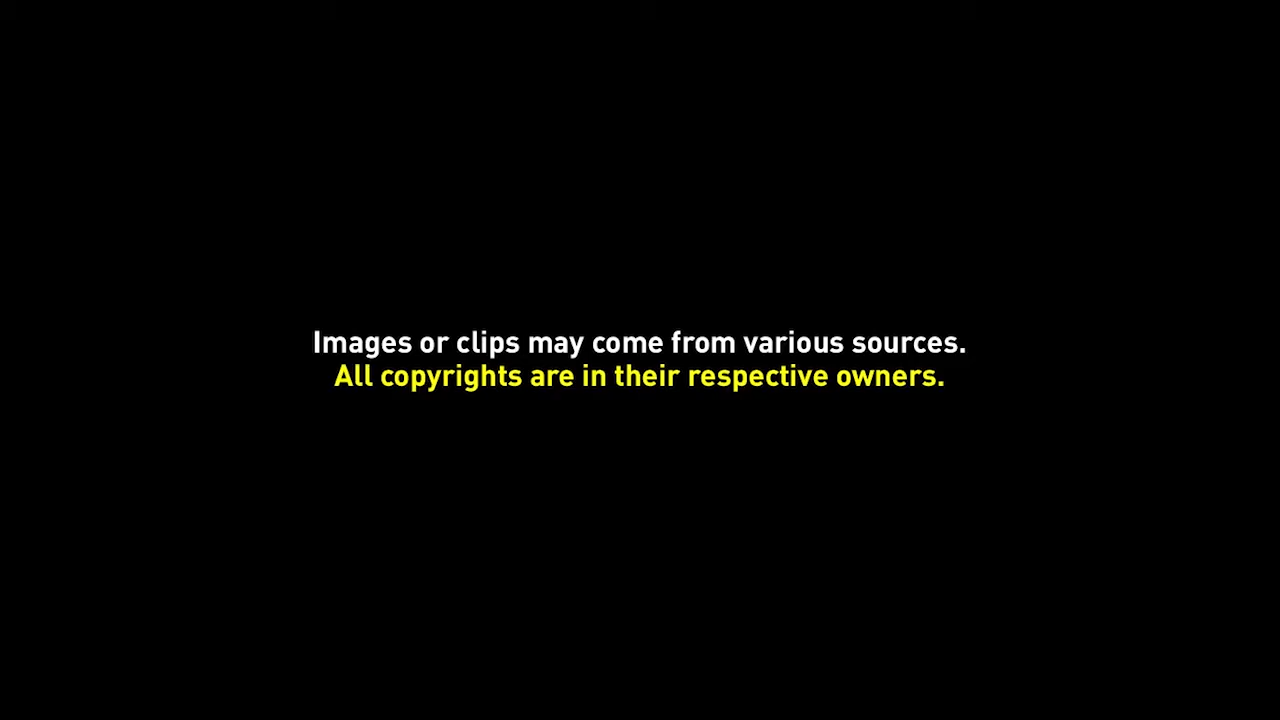 Images or clips may come from various sources.
All copyrights are in their respective owners.